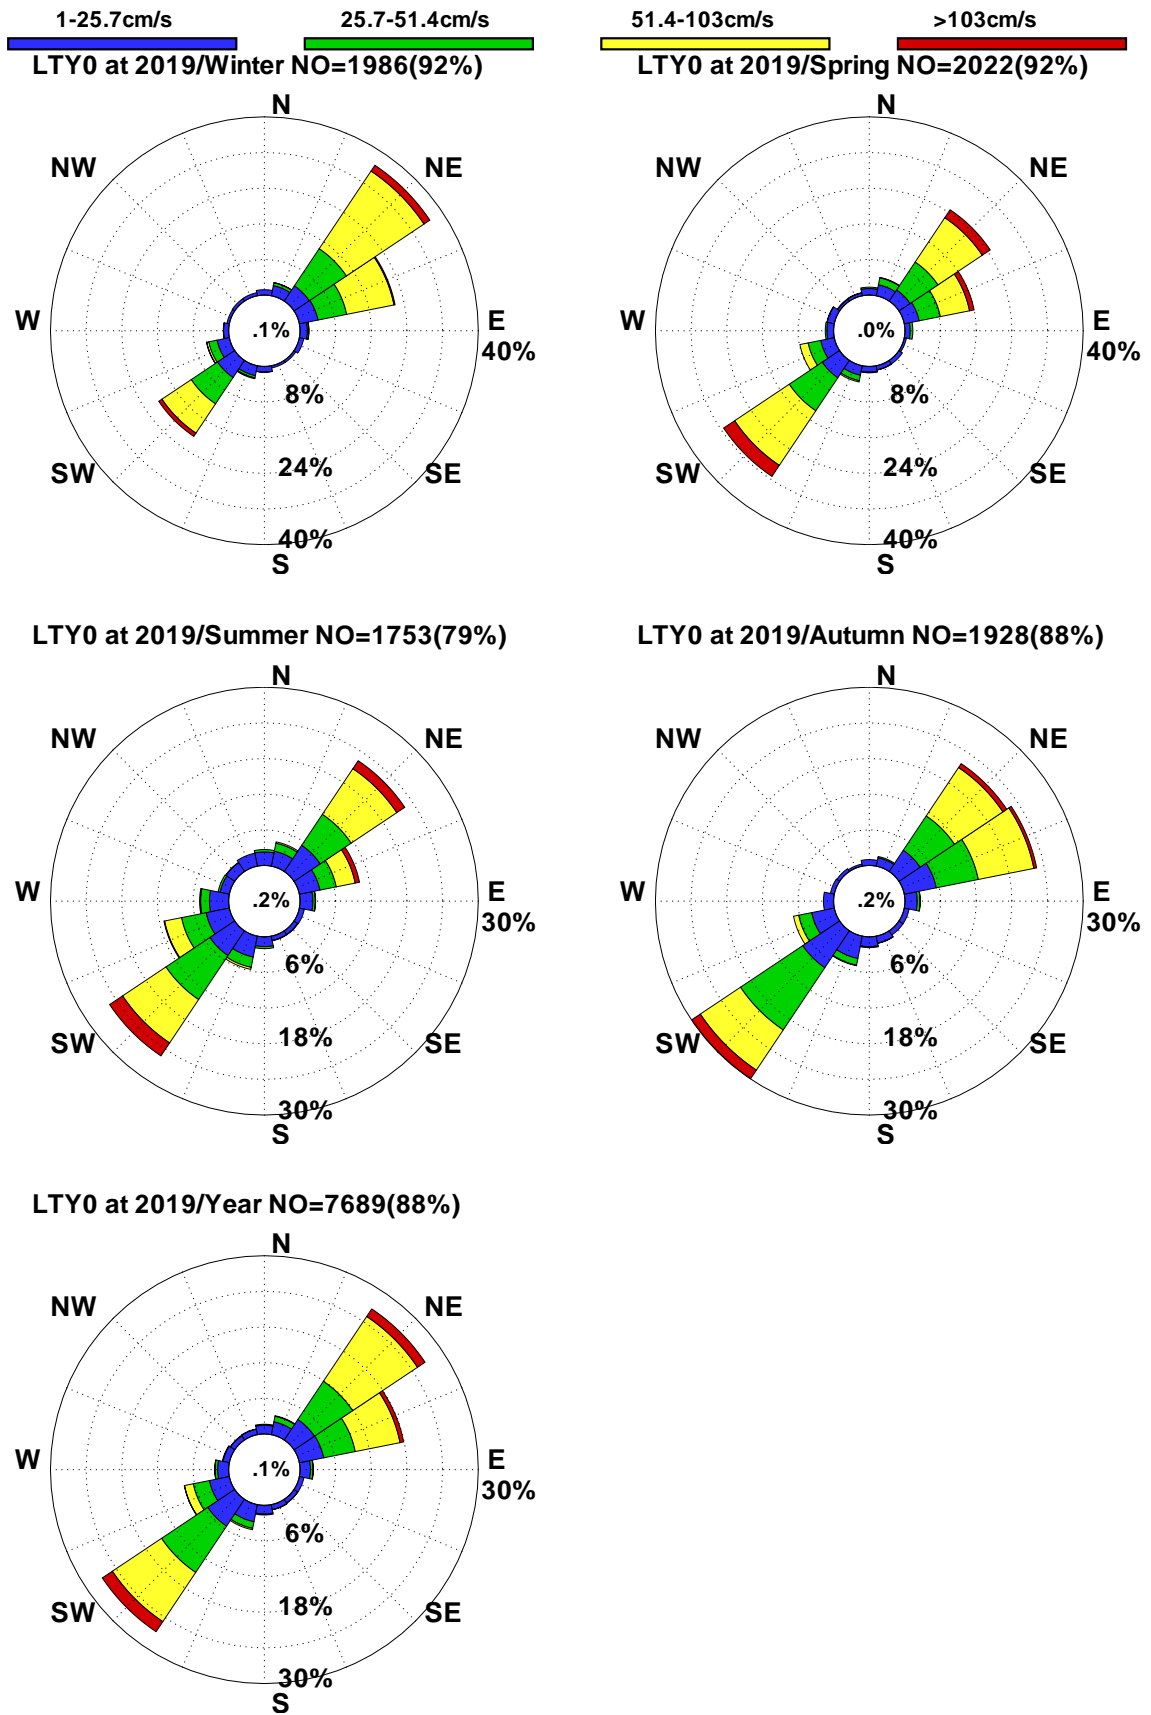 1-25.7cm/s 25.7-51.4cm/s 51.4-103cm/s >103cm/s
LTY0 at 2019/Winter NO=1986(92%)
N
NW NE
W .1% E
40%
8%
24%
SW SE
40%
S
LTY0 at 2019/Spring NO=2022(92%)
N
NW NE
W .0% E
40%
8%
24%
SW SE
40%
S
LTY0 at 2019/Summer NO=1753(79%)
N
NW NE
W .2% E
30%
6%
18%
SW SE
30%
S
LTY0 at 2019/Autumn NO=1928(88%)
N
NW NE
W .2% E
30%
6%
18%
SW SE
30%
S
LTY0 at 2019/Year NO=7689(88%)
N
NW NE
W .1% E
30%
6%
18%
SW SE
30%
S